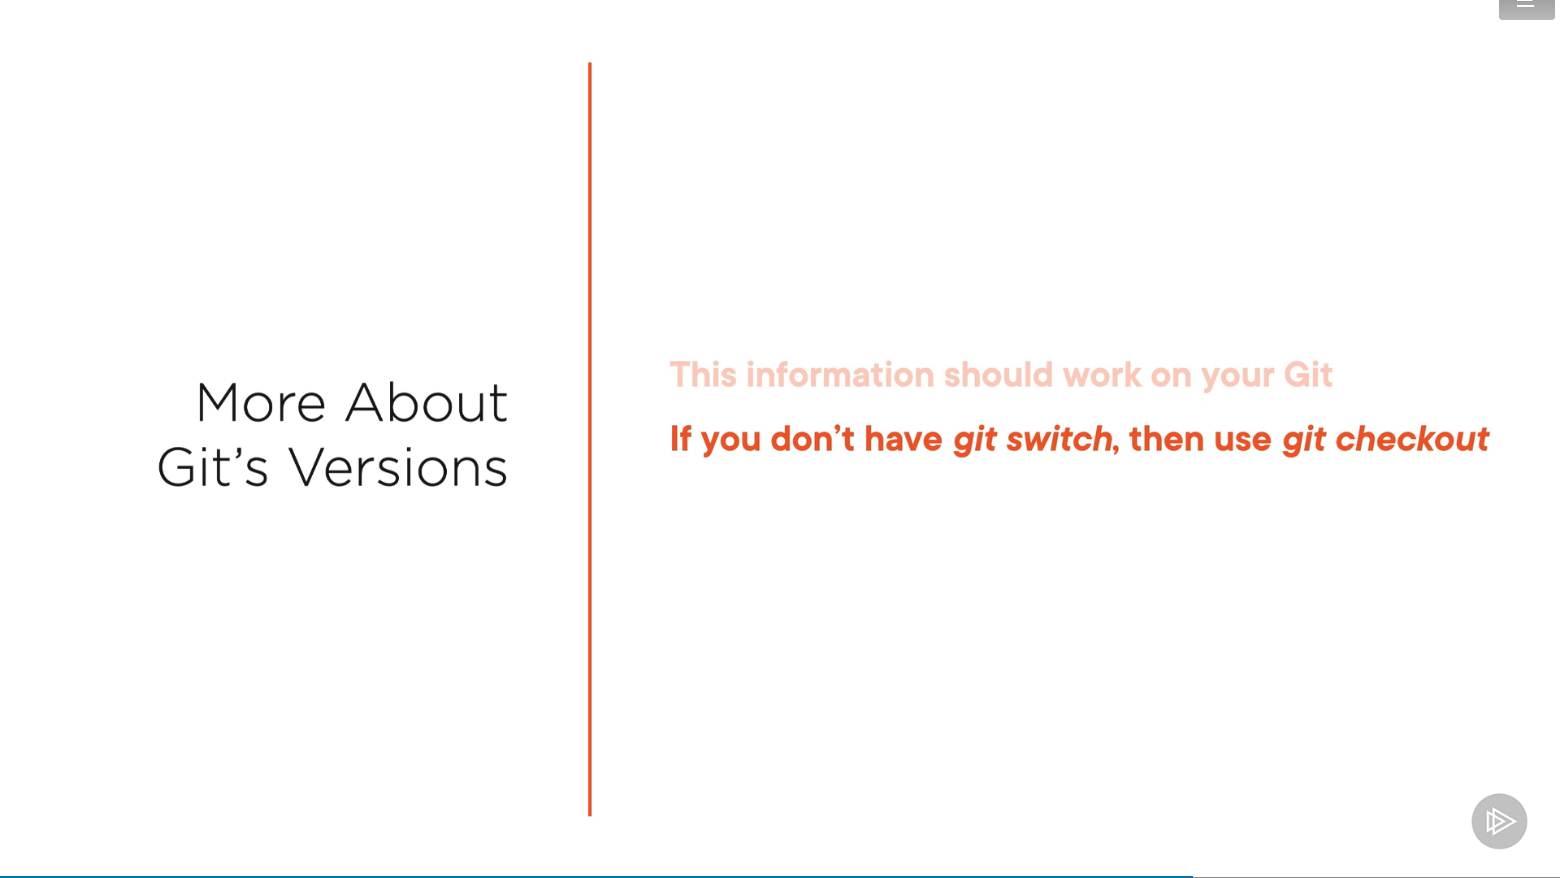 More About
Git’s Versions
This information should work on your Git
If you don’t have git switch, then use git checkout